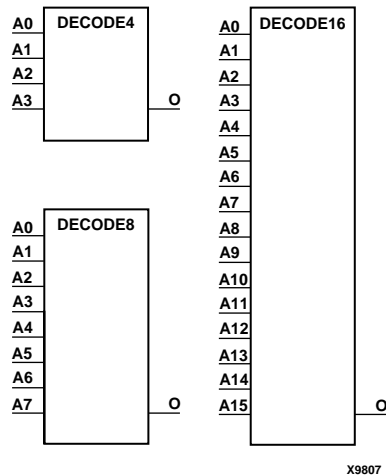 DECODE4
A0
A1
A2
A3
O
DECODE8
A0
A1
A2
A3
A4
A5
A6
A7
O
DECODE16
A0
A1
A2
A3
A4
A5
A6
A7
A8
A9
A10
A11
A12
A13
A14
A15
O
X9807